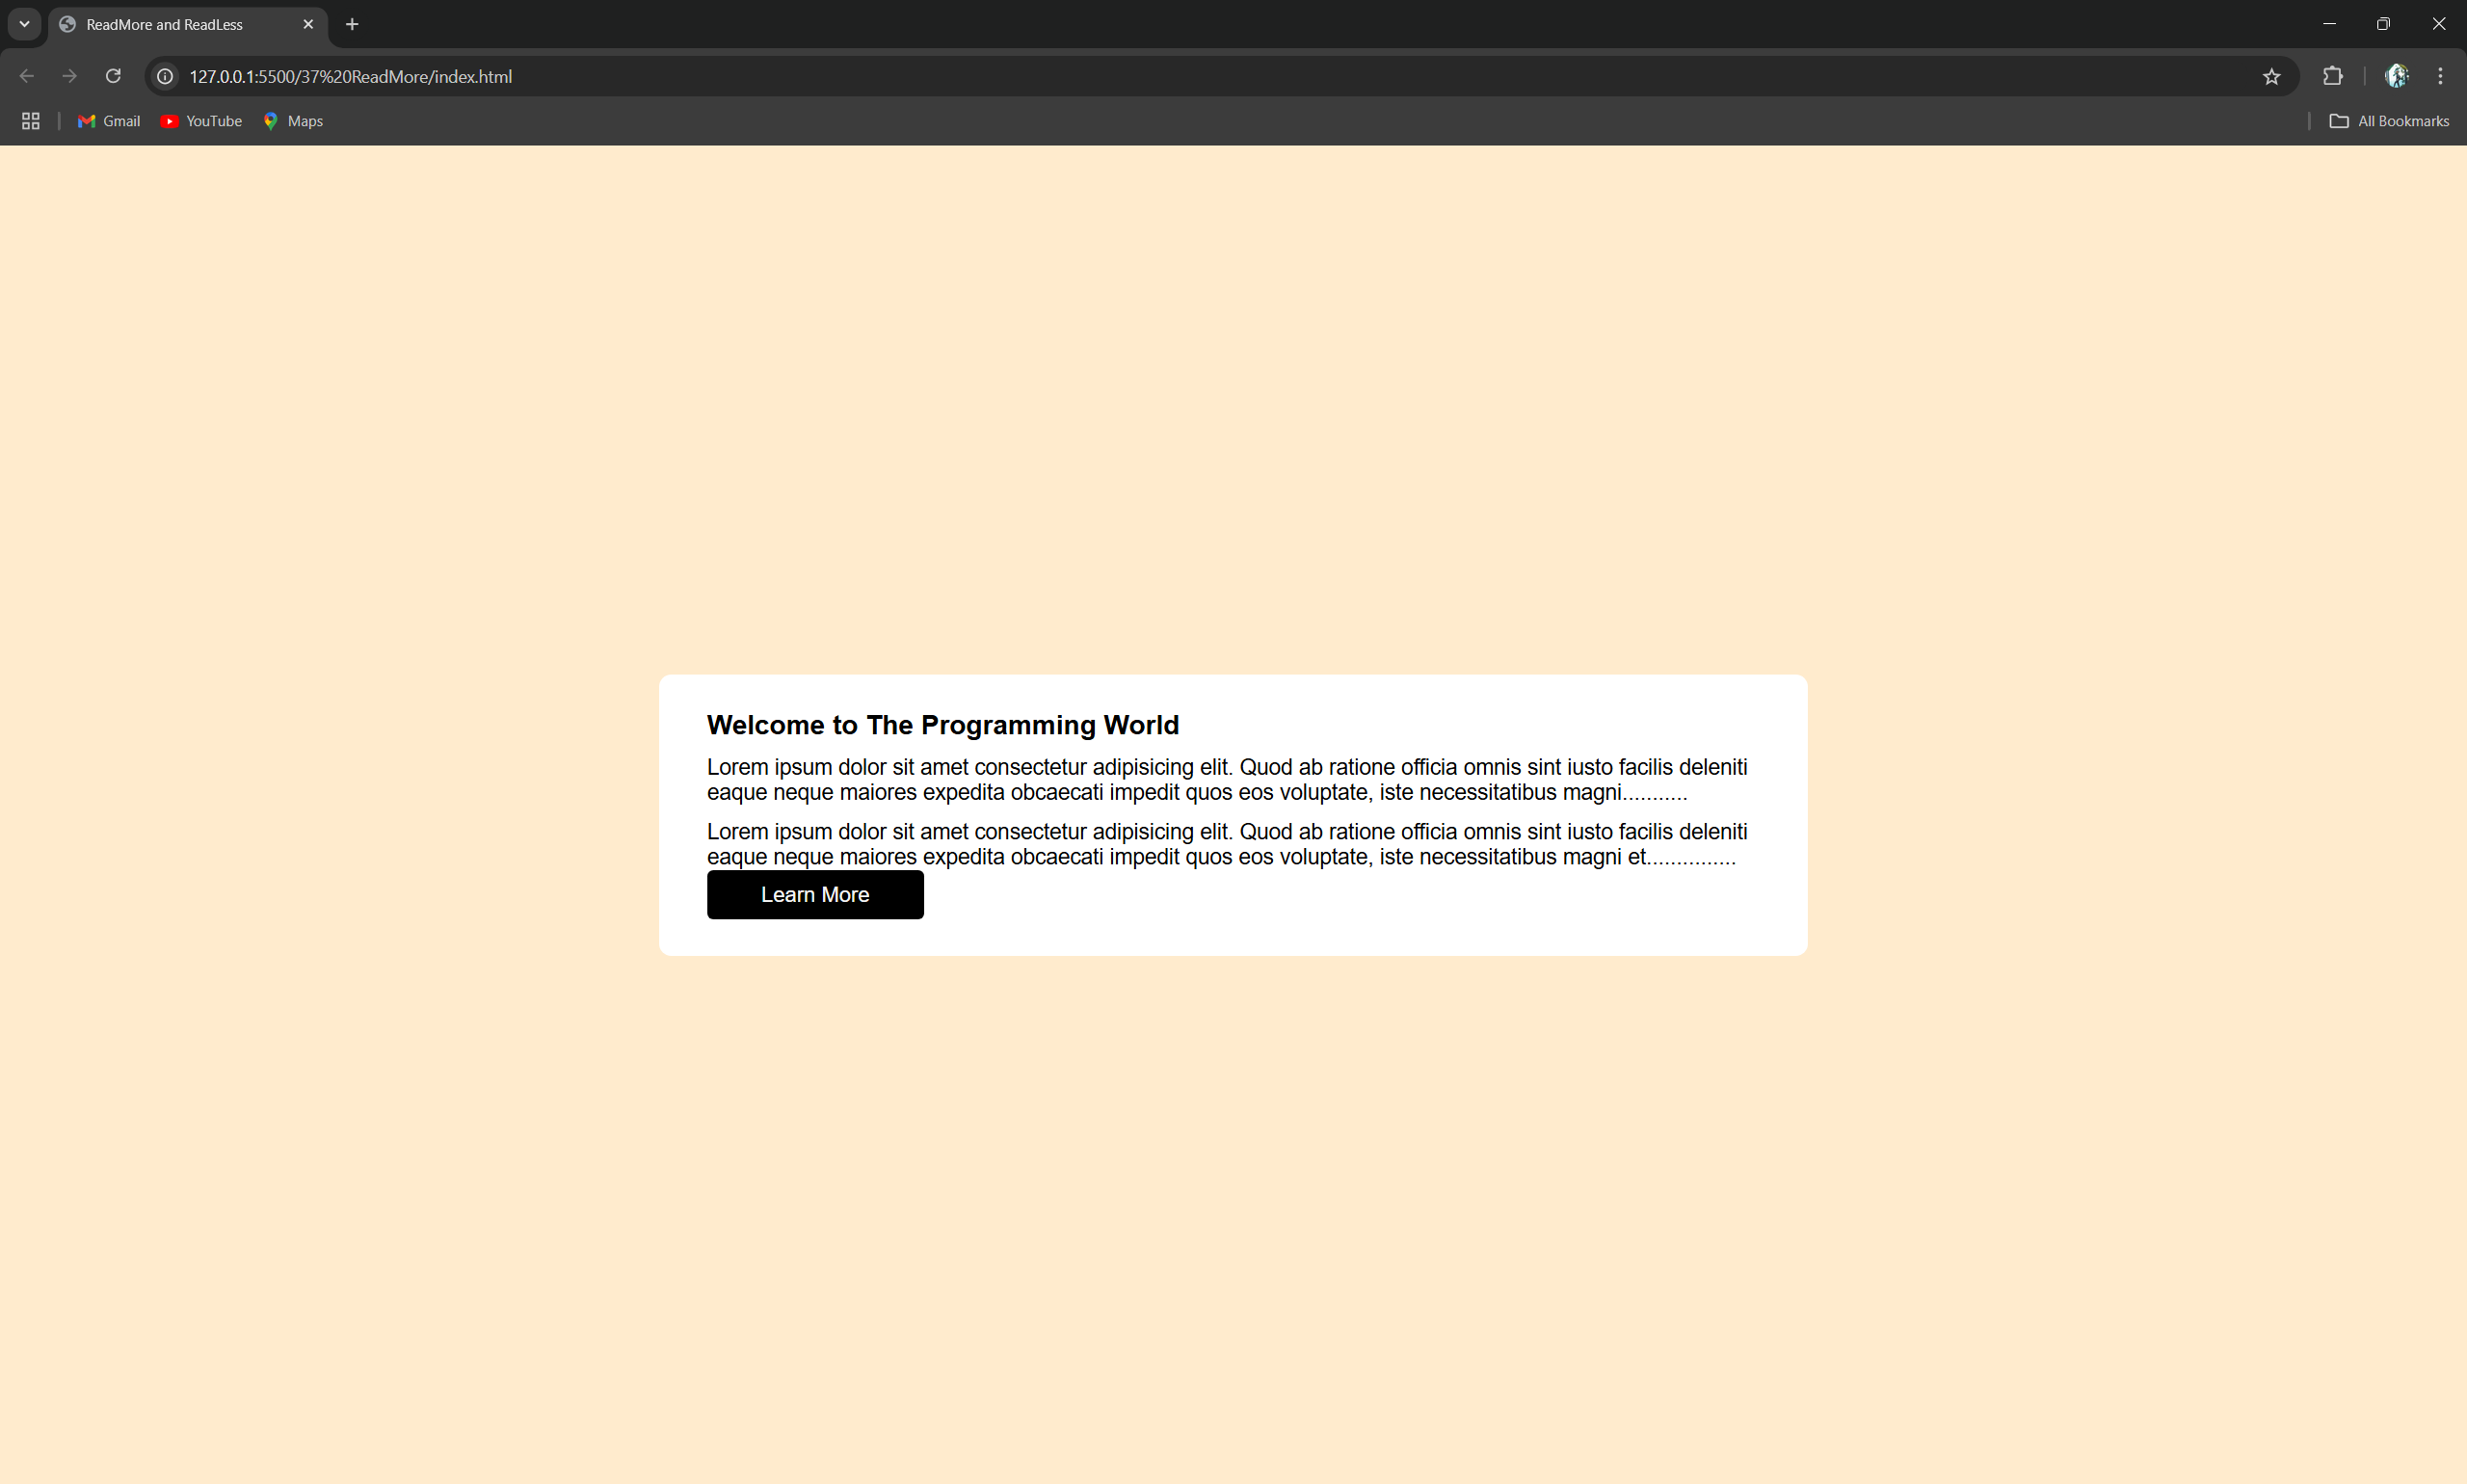 ReadMore and ReadLess
127.0.0.1:5500/37%20ReadMore/index.html
Gmail YouTube Maps All Bookmarks
Welcome to The Programming World
Lorem ipsum dolor sit amet consectetur adipisicing elit. Quod ab ratione officia omnis sint iusto facilis deleniti
eaque neque maiores expedita obcaecati impedit quos eos voluptate, iste necessitatibus magni...........
Lorem ipsum dolor sit amet consectetur adipisicing elit. Quod ab ratione officia omnis sint iusto facilis deleniti
eaque neque maiores expedita obcaecati impedit quos eos voluptate, iste necessitatibus magni et...............
Learn More